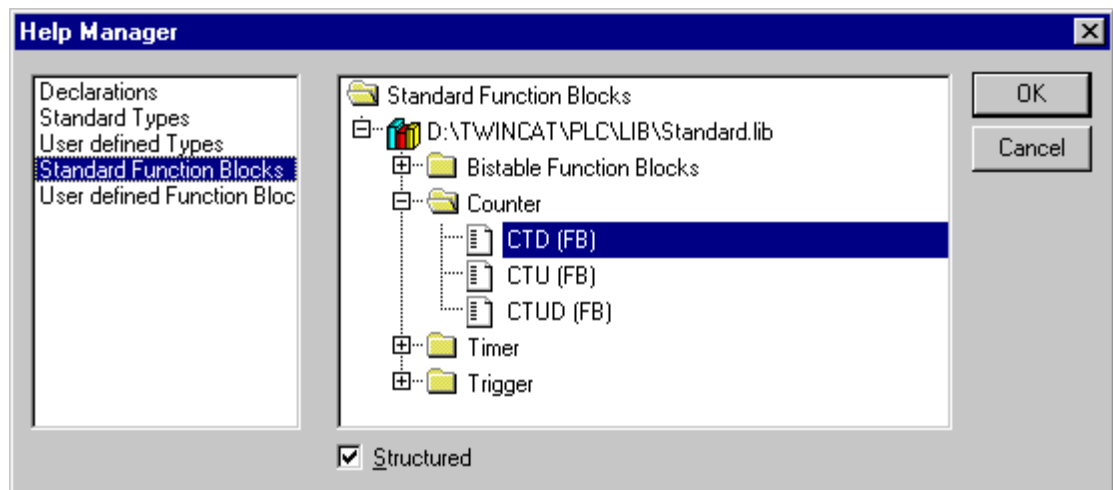 Help Manager
Declarations
Standard Types
User defined Types
Standard Function Blocks
User defined Function Bloc
Standard Function Blocks
D:\TWINCAT\PLC\LIB\Standard.lib
Bistable Function Blocks
Counter
CTD (FB)
CTU (FB)
CTUD (FB)
Timer
Trigger
Structured
OK
Cancel